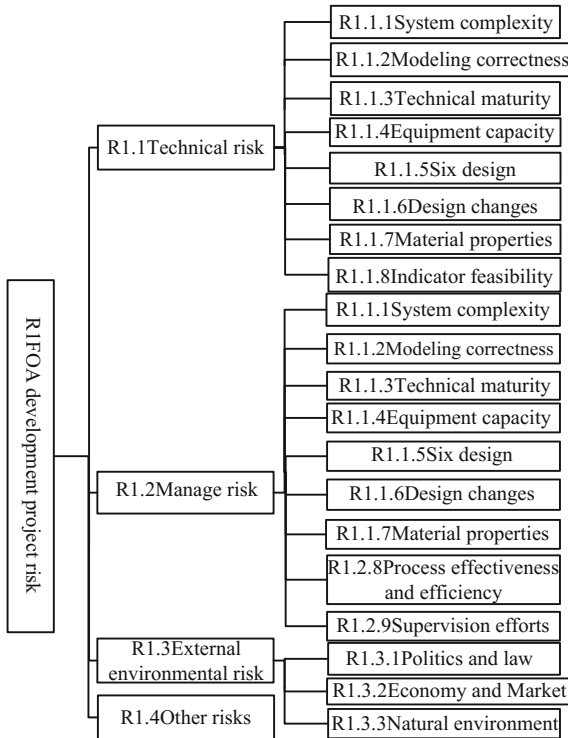 R1FOA development project risk
R1.1Technical risk
R1.1.1System complexity
R1.1.2Modeling correctness
R1.1.3Technical maturity
R1.1.4Equipment capacity
R1.1.5Six design
R1.1.6Design changes
R1.1.7Material properties
R1.1.8Indicator feasibility
R1.2Manage risk
R1.1.1System complexity
R1.1.2Modeling correctness
R1.1.3Technical maturity
R1.1.4Equipment capacity
R1.1.5Six design
R1.1.6Design changes
R1.1.7Material properties
R1.2.8Process effectiveness
and efficiency
R1.2.9Supervision efforts
R1.3External
environmental risk
R1.3.1Politics and law
R1.3.2Economy and Market
R1.3.3Natural environment
R1.4Other risks